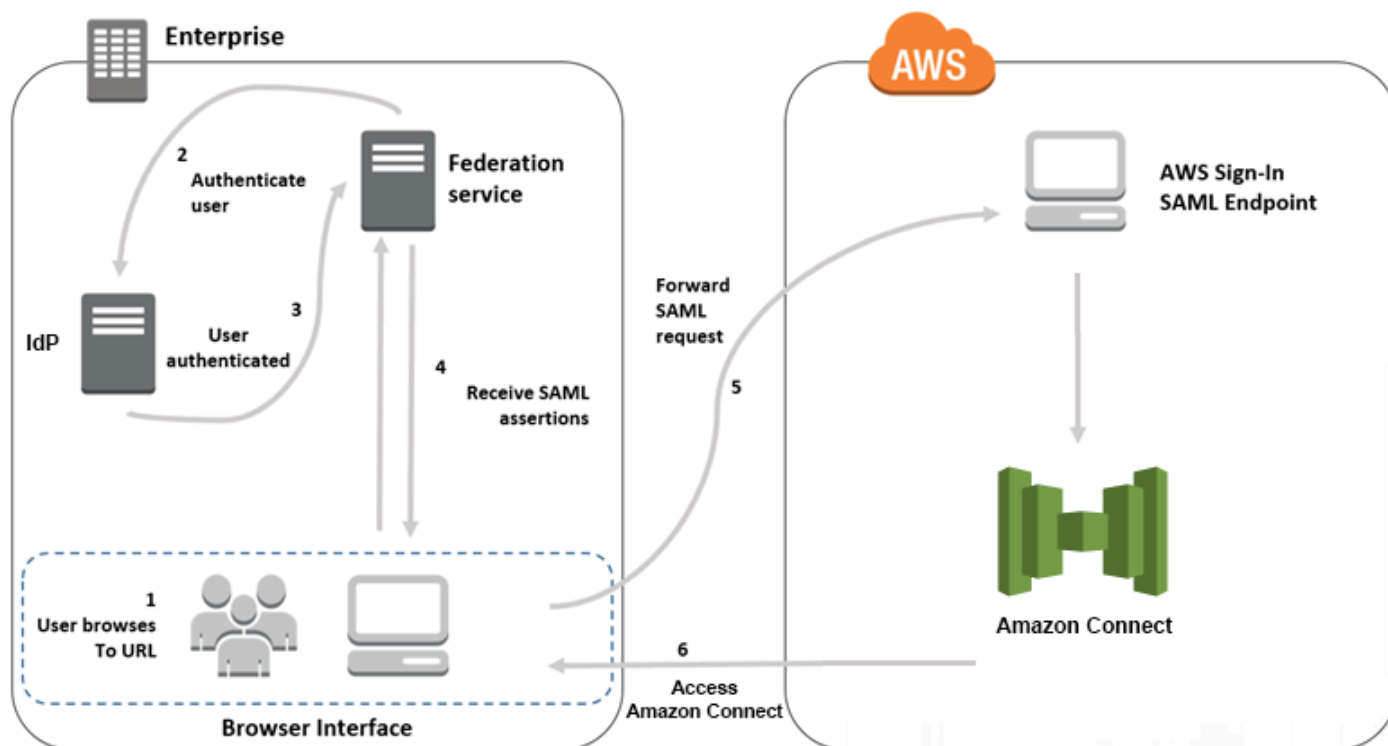 Enterprise
AWS
2
Authenticate
user
Federation
service
AWS Sign-In
SAML Endpoint
IdP
3
User
authenticated
Forward
SAML
request
4
Receive SAML
assertions
5
1
User browses
To URL
Amazon Connect
6
Access
Amazon Connect
Browser Interface